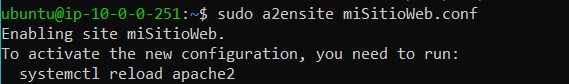 ubuntu@ip-10-0-0-251:~$ sudo a2ensite miSitioWeb.conf
Enabling site miSitioWeb.
To activate the new configuration, you need to run:
  systemctl reload apache2